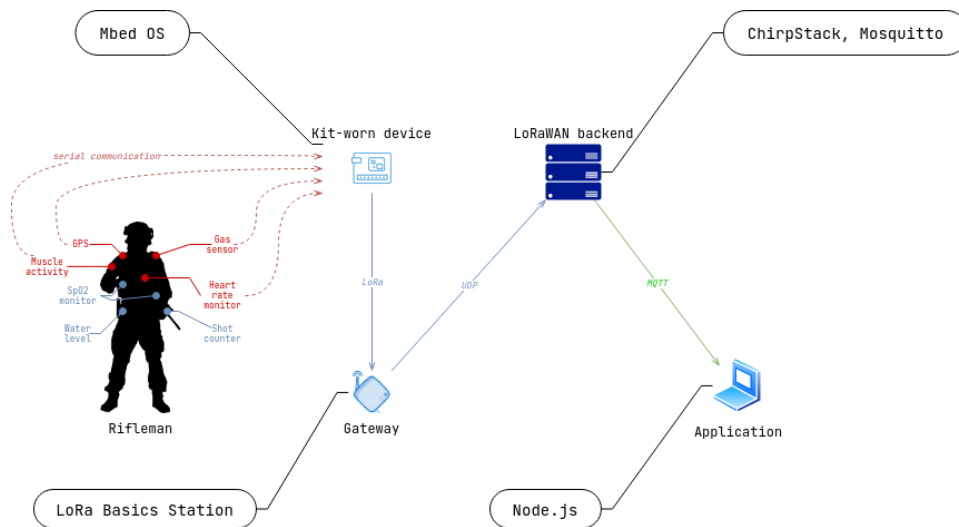 Mbed OS
ChirpStack, Mosquitto
Kit-worn device
LoRaWAN backend
serial communication
GPS
Gas
sensor
Muscle
activity
SpO2
monitor
Heart
rate
monitor
LoRa
UDP
MQTT
Water
level
Shot
counter
Rifleman
Gateway
Application
LoRa Basics Station
Node.js